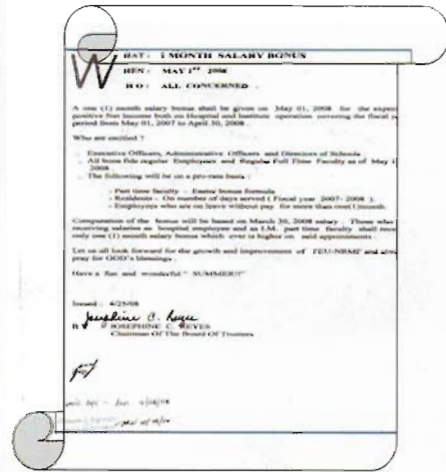 WHAT : 1 MONTH SALARY BONUS
WHEN : MAY 1ST 2008
WHO : ALL CONCERNED .
A one (1) month salary bonus shall be given on May 01, 2008 for the
positive Net Income both on Hospital and Institute operation covering the fiscal
period from May 01, 2007 to April 30, 2008 .
Who are entitled ?
Executive Officers, Administrative Officers and Directors of Schools
All bona fide regular Employees and Regular Full Time Faculty as of May
2008 .
The following will be on pro-rata basis :
- Part time faculty - Entire bonus formula
- Residents - On number of days served ( Fiscal year 2007- 2008 ).
- Employees who are on leave without pay for more than one(1)month.
Computation of the bonus will be based on March 30, 2008 salary . Those who
receiving salaries as hospital employee and as I.M. part time faculty shall
only one (1) month salary bonus which ever is higher on said appointments .
Let us all look forward for the growth and improvement of FEU-NRMF and
pray for GOD's blessings .
Have a fun and wonderful " SUMMER!!"
Issued : 4/25/08
Josephine C. Reyes
JOSEPHINE C. REYES
Chairman Of The Board Of Trustees